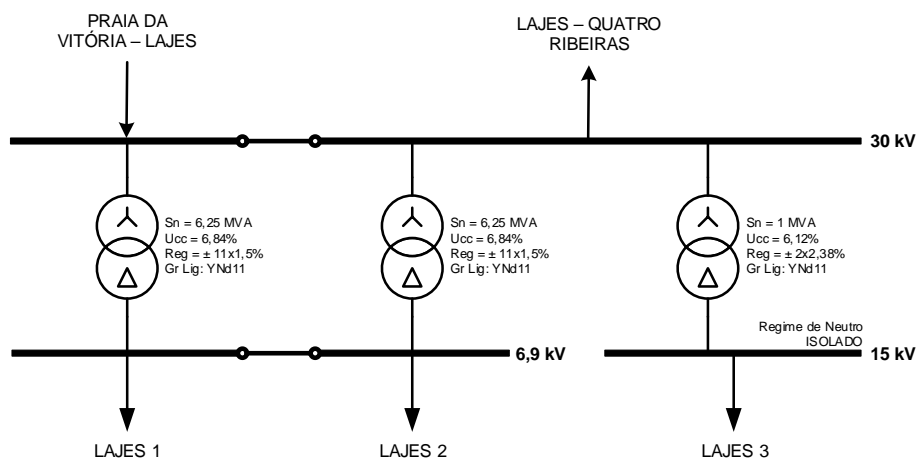 PRAIA DA
VITÓRIA – LAJES
LAJES – QUATRO
RIBEIRAS
30 kV
Sn = 6,25 MVA
Ucc = 6,84%
Reg = ± 11x1,5%
Gr Lig: YNd11
Sn = 6,25 MVA
Ucc = 6,84%
Reg = ± 11x1,5%
Gr Lig: YNd11
Sn = 1 MVA
Ucc = 6,12%
Reg = ± 2x2,38%
Gr Lig: YNd11
Regime de Neutro
ISOLADO
6,9 kV
15 kV
LAJES 1
LAJES 2
LAJES 3